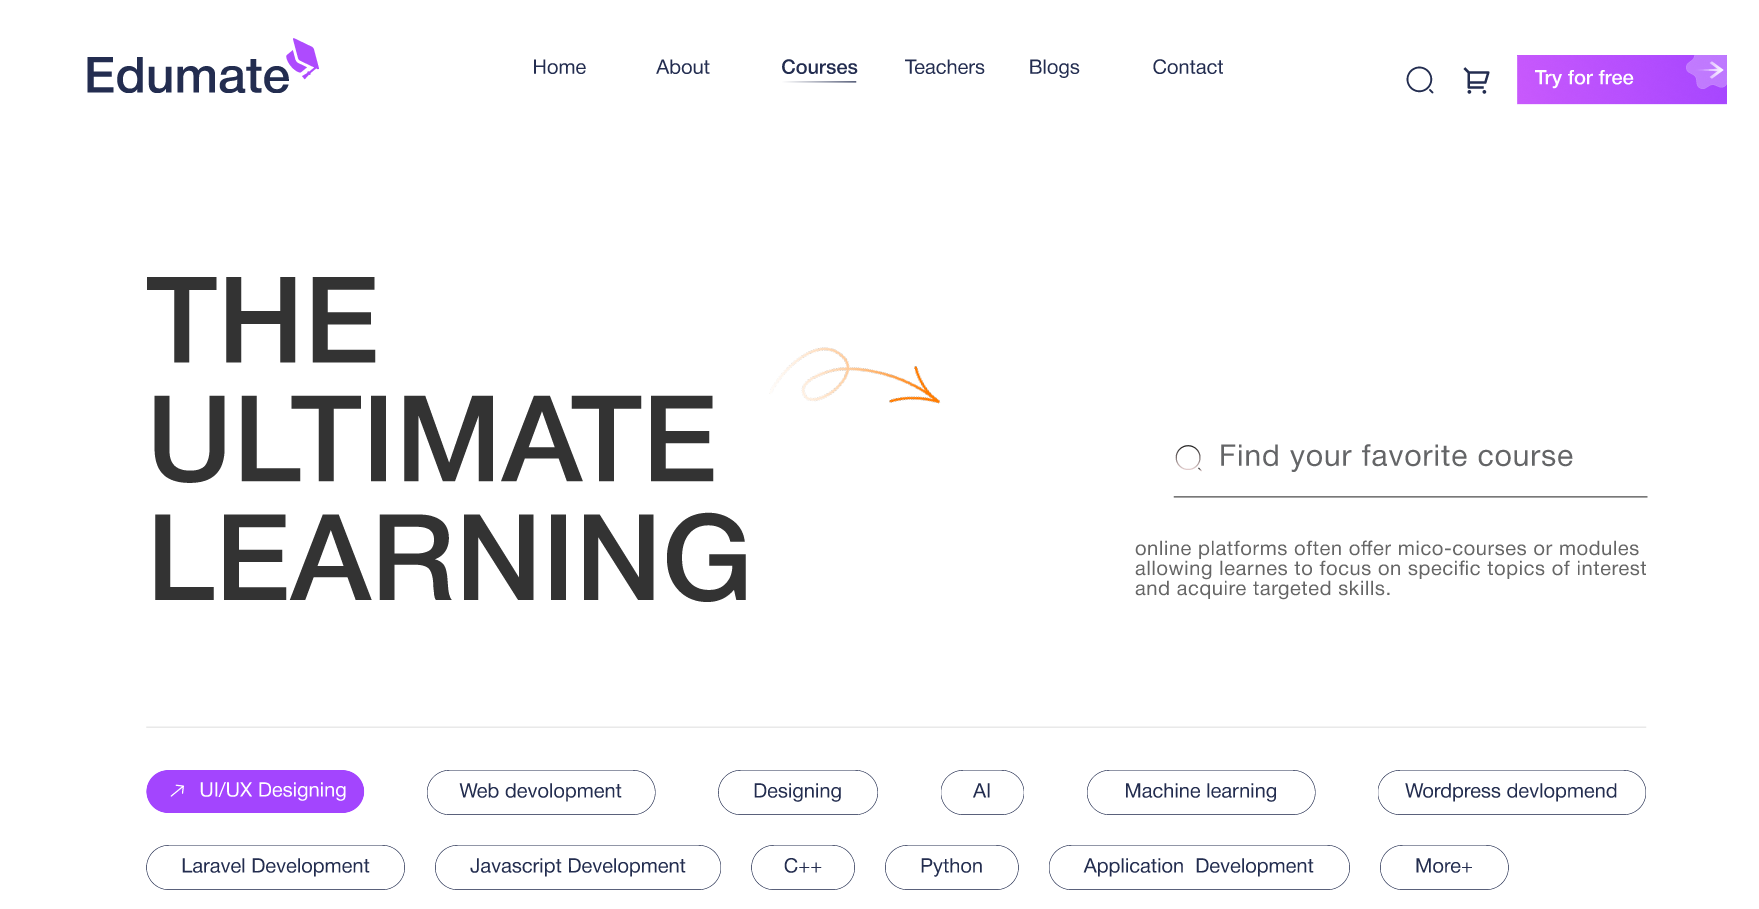 Edumate
Home About Courses Teachers Blogs Contact
Try for free
THE
ULTIMATE
LEARNING
Find your favorite course
online platforms often offer mico-courses or modules
allowing learnes to focus on specific topics of interest
and acquire targeted skills.
UI/UX Designing Web devolopment Designing AI Machine learning Wordpress devlopmend
Laravel Development Javascript Development C++ Python Application Development More+